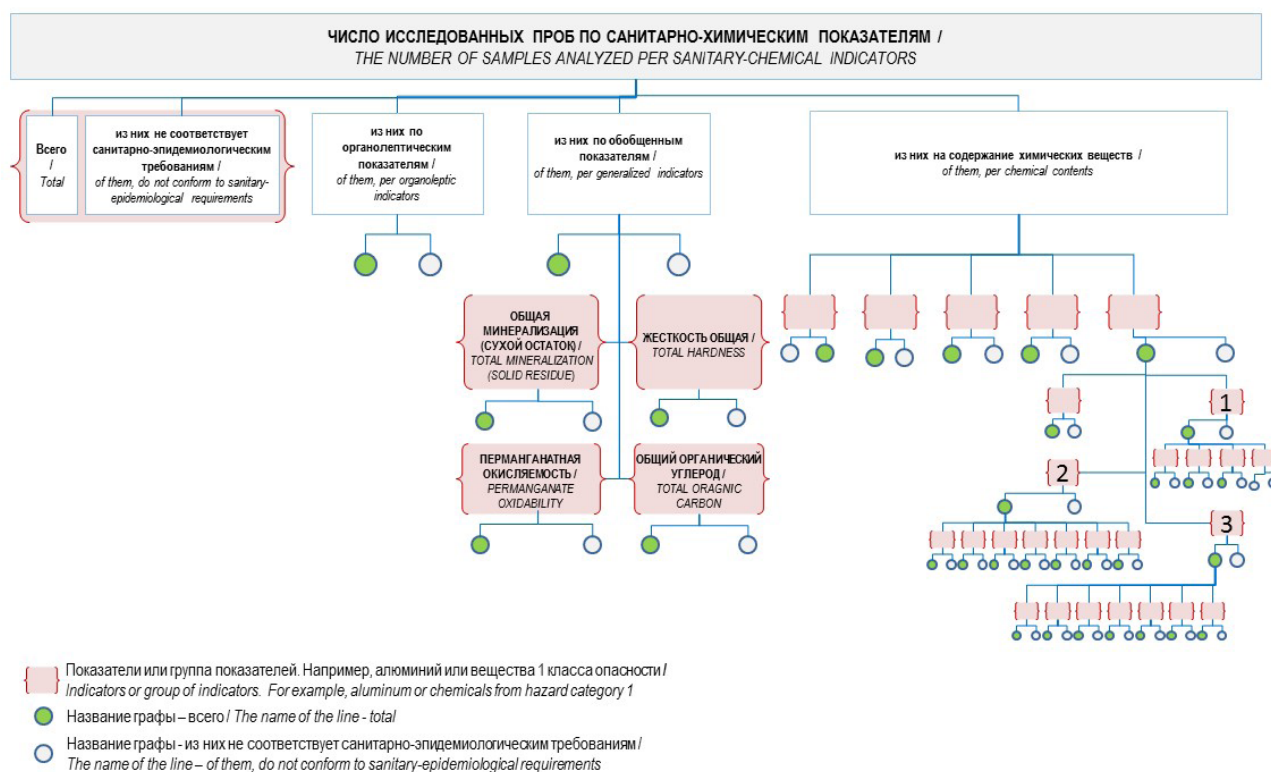 ЧИСЛО ИССЛЕДОВАННЫХ ПРОБ ПО САНИТАРНО-ХИМИЧЕСКИМ ПОКАЗАТЕЛЯМ /
THE NUMBER OF SAMPLES ANALYZED PER SANITARY-CHEMICAL INDICATORS
Всего
/
Total
из них не соответствует
санитарно-эпидемиологическим
требованиям /
of them, do not conform to sanitary-
epidemiological requirements
из них по
органолептическим
показателям /
of them, per organoleptic
indicators
из них по обобщенным
показателям /
of them, per generalized indicators
из них на содержание химических веществ /
of them, per chemical contents
ОБЩАЯ
МИНЕРАЛИЗАЦИЯ
(СУХОЙ ОСТАТОК) /
TOTAL MINERALIZATION
(SOLID RESIDUE)
ЖЕСТКОСТЬ ОБЩАЯ /
TOTAL HARDNESS
1
ПЕРМАНГАНАТНАЯ
ОКИСЛЯЕМОСТЬ /
PERMANGANATE
OXIDABILITY
ОБЩИЙ ОРГАНИЧЕСКИЙ
УГЛЕРОД /
TOTAL ORAGNIC
CARBON
2
3
Показатели или группа показателей. Например, алюминий или вещества 1 класса опасности /
Indicators or group of indicators. For example, aluminum or chemicals from hazard category 1
Название графы – всего / The name of the line - total
Название графы - из них не соответствует санитарно-эпидемиологическим требованиям /
The name of the line – of them, do not conform to sanitary-epidemiological requirements